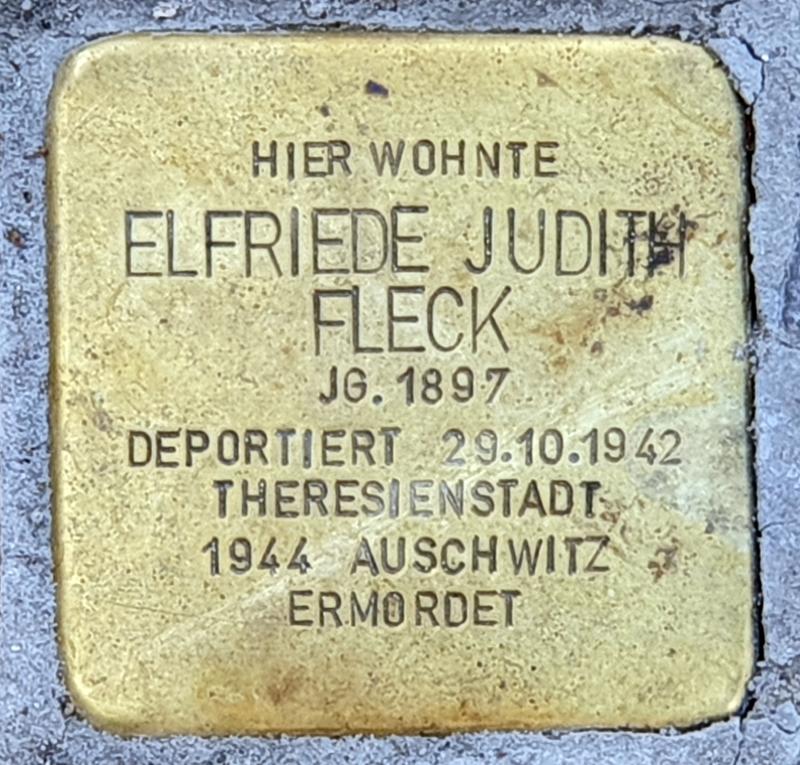 HIER WOHNTE
ELFRIEDE JUDITH
FLECK
JG. 1897
DEPORTIERT 29.10.1942
THERESIENSTADT
1944 AUSCHWITZ
ERMORDET